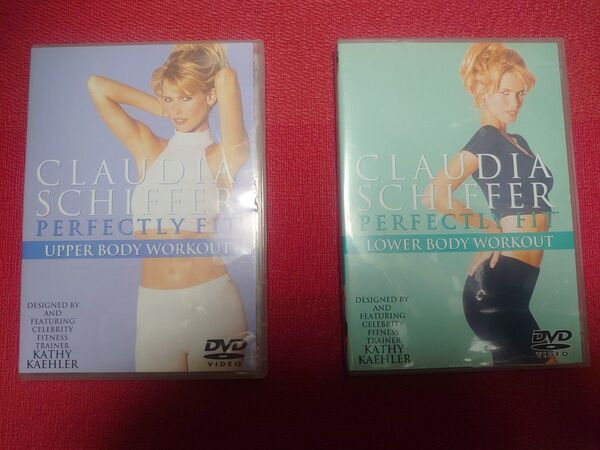 CLAUDIA
SCHIFFER
PERFECTLY FIT
UPPER BODY WORKOUT
DESIGNED BY
AND
FEATURING
CELEBRITY
FITNESS
TRAINER
KATHY
KAEHLER
DVD
VIDEO
CLAUDIA
SCHIFFER
PERFECTLY FIT
LOWER BODY WORKOUT
DESIGNED BY
AND
FEATURING
CELEBRITY
FITNESS
TRAINER
KATHY
KAEHLER
DVD
VIDEO